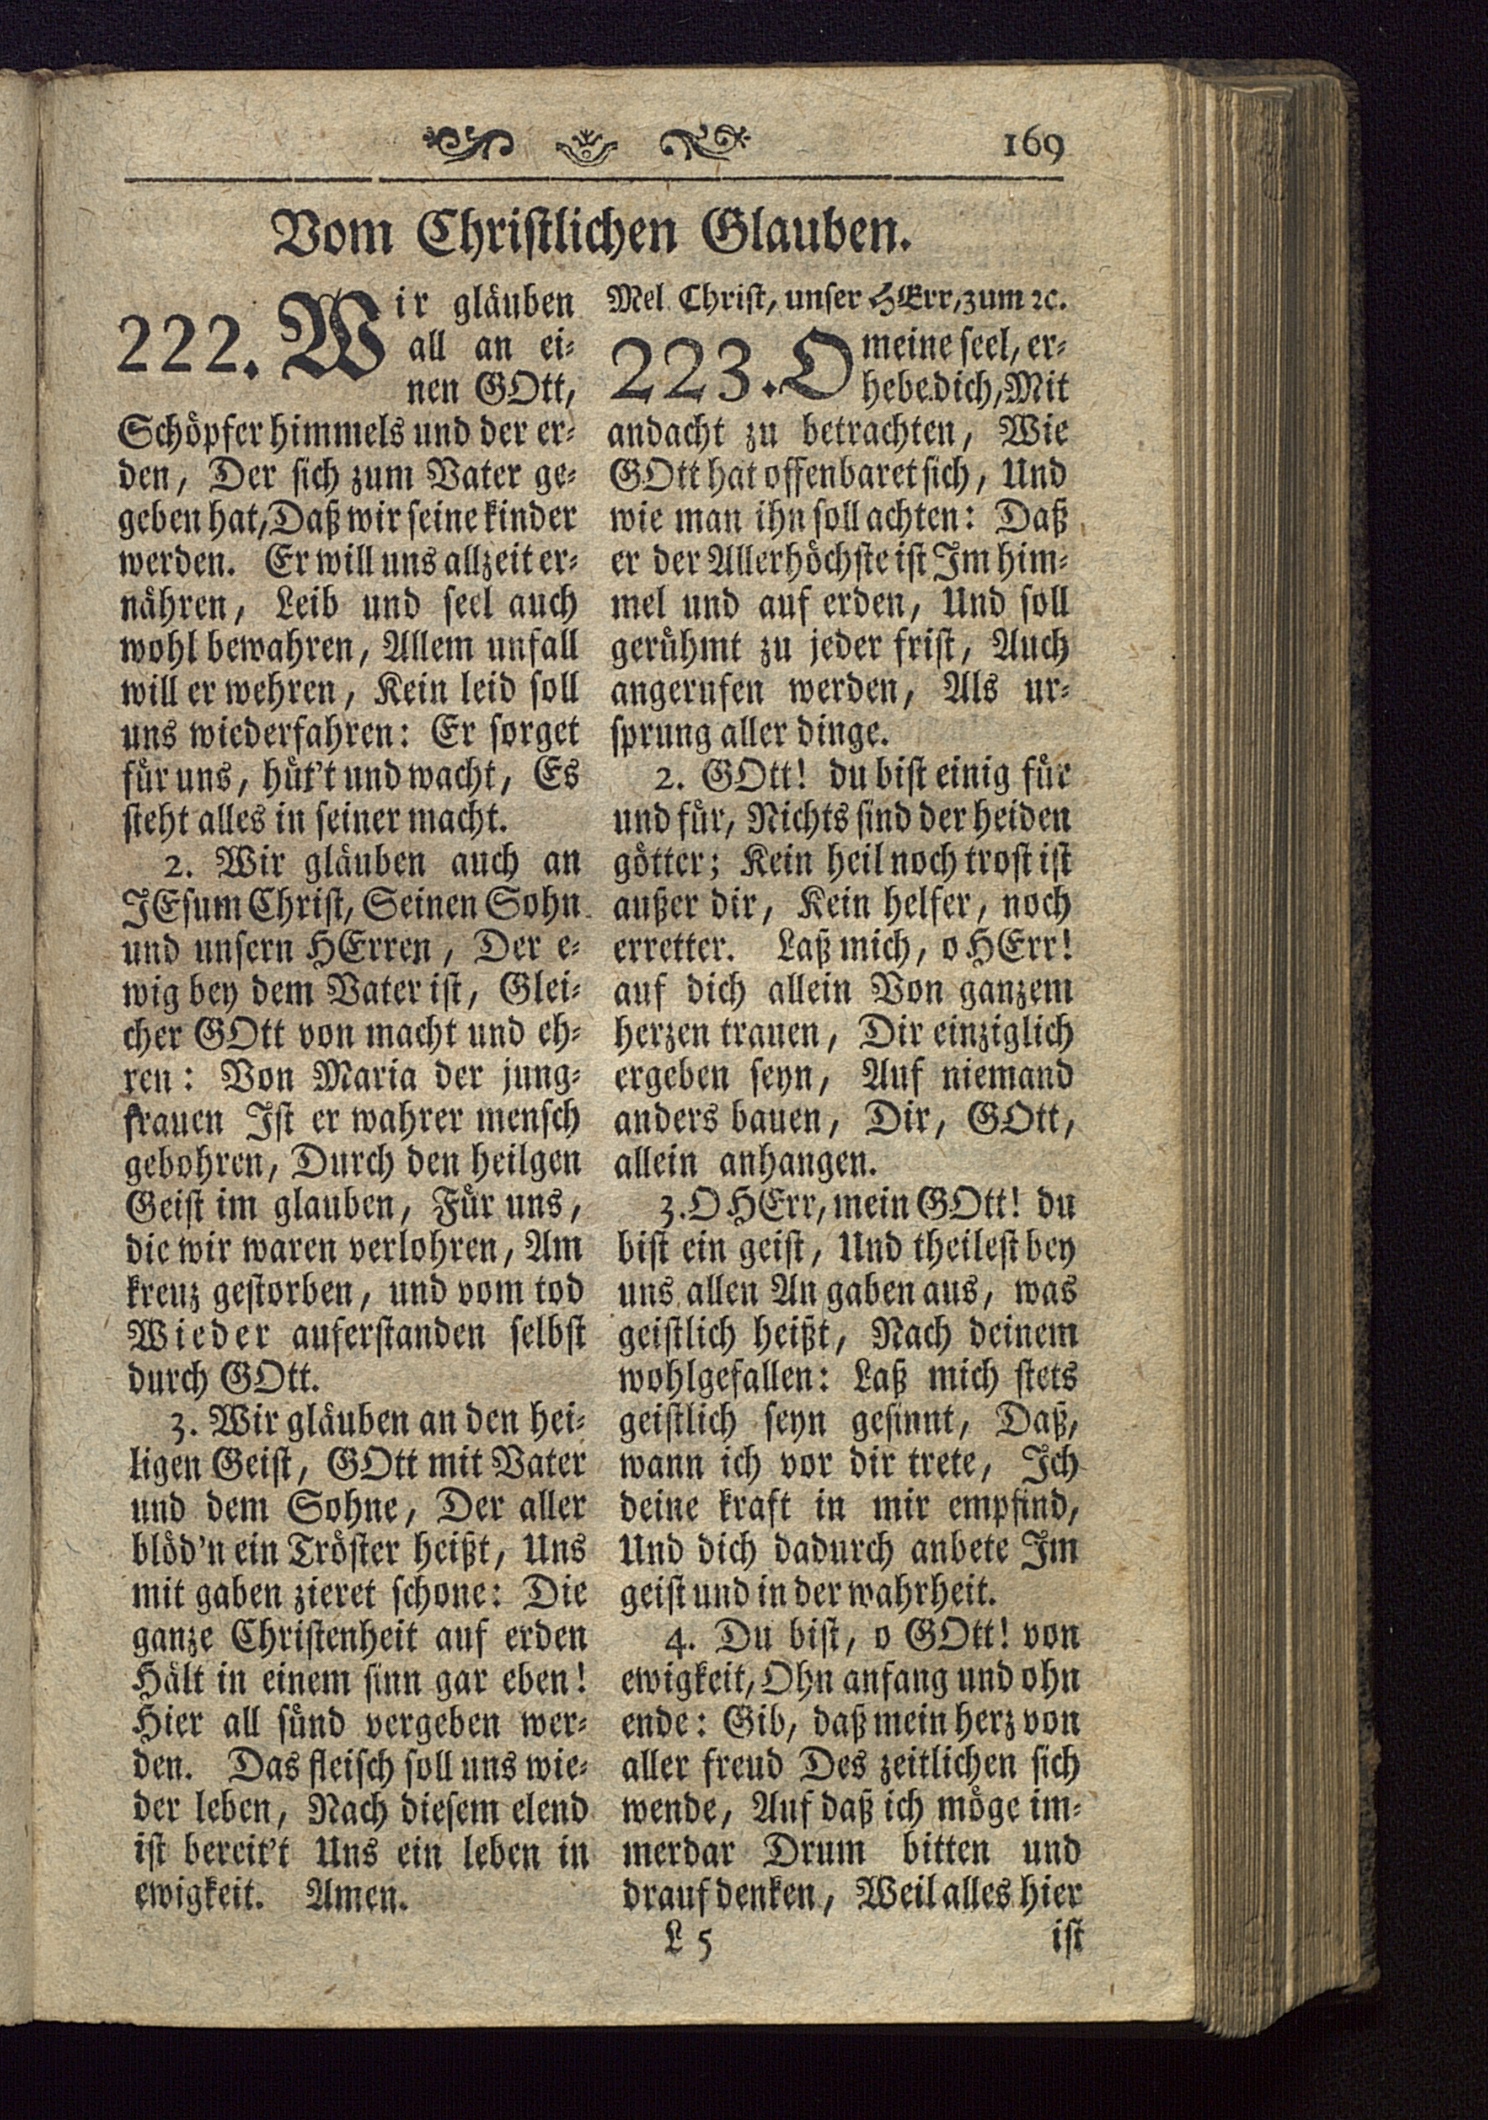 169
Vom Christlichen Glauben.
222. Wir gläuben
all an ei-
nen GOtt,
Schöpfer himmels und der er-
den, Der sich zum Vater ge-
geben hat, Daß wir seine kinder
werden. Er will uns allzeit er-
nähren, Leib und seel auch
wohl bewahren, Allem unfall
will er wehren, Kein leid soll
uns wiederfahren: Er sorget
für uns, hüt't und wacht, Es
steht alles in seiner macht.
2. Wir gläuben auch an
JEsum Christ, Seinen Sohn
und unsern HErren, Der e-
wig bey dem Vater ist, Glei-
cher GOtt von macht und eh-
ren: Von Maria der jung-
frauen Ist er wahrer mensch
gebohren, Durch den heilgen
Geist im glauben, Für uns,
die wir waren verlohren, Am
kreuz gestorben, und vom tod
Wieder auferstanden selbst
durch GOtt.
3. Wir gläuben an den hei-
ligen Geist, GOtt mit Vater
und dem Sohne, Der aller
blöd'n ein Tröster heißt, Uns
mit gaben zieret schone: Die
ganze Christenheit auf erden
Hält in einem sinn gar eben!
Hier all sünd vergeben wer-
den. Das fleisch soll uns wie-
der leben, Nach diesem elend
ist bereit't Uns ein leben in
ewigkeit. Amen.
Mel. Christ, unser HErr, zum ꝛc.
223. O meine seel, er-
hebe dich, Mit
andacht zu betrachten, Wie
GOtt hat offenbaret sich, Und
wie man ihn soll achten: Daß
er der Allerhöchste ist Im him-
mel und auf erden, Und soll
gerühmt zu jeder frist, Auch
angerufen werden, Als ur-
sprung aller dinge.
2. GOtt! du bist einig für
und für, Nichts sind der heiden
götter; Kein heil noch trost ist
außer dir, Kein helfer, noch
erretter. Laß mich, o HErr!
auf dich allein Von ganzem
herzen trauen, Dir einziglich
ergeben seyn, Auf niemand
anders bauen, Dir, GOtt,
allein anhangen.
3. O HErr, mein GOtt! du
bist ein geist, Und theilest bey
uns allen An gaben aus, was
geistlich heißt, Nach deinem
wohlgefallen: Laß mich stets
geistlich seyn gesinnt, Daß,
wann ich vor dir trete, Ich
deine kraft in mir empfind,
Und dich dadurch anbete Im
geist und in der wahrheit.
4. Du bist, o GOtt! von
ewigkeit, Ohn anfang und ohn
ende: Gib, daß mein herz von
aller freud Des zeitlichen sich
wende, Auf daß ich möge im-
merdar Drum bitten und
drauf denken, Weil alles hier
L 5
ist